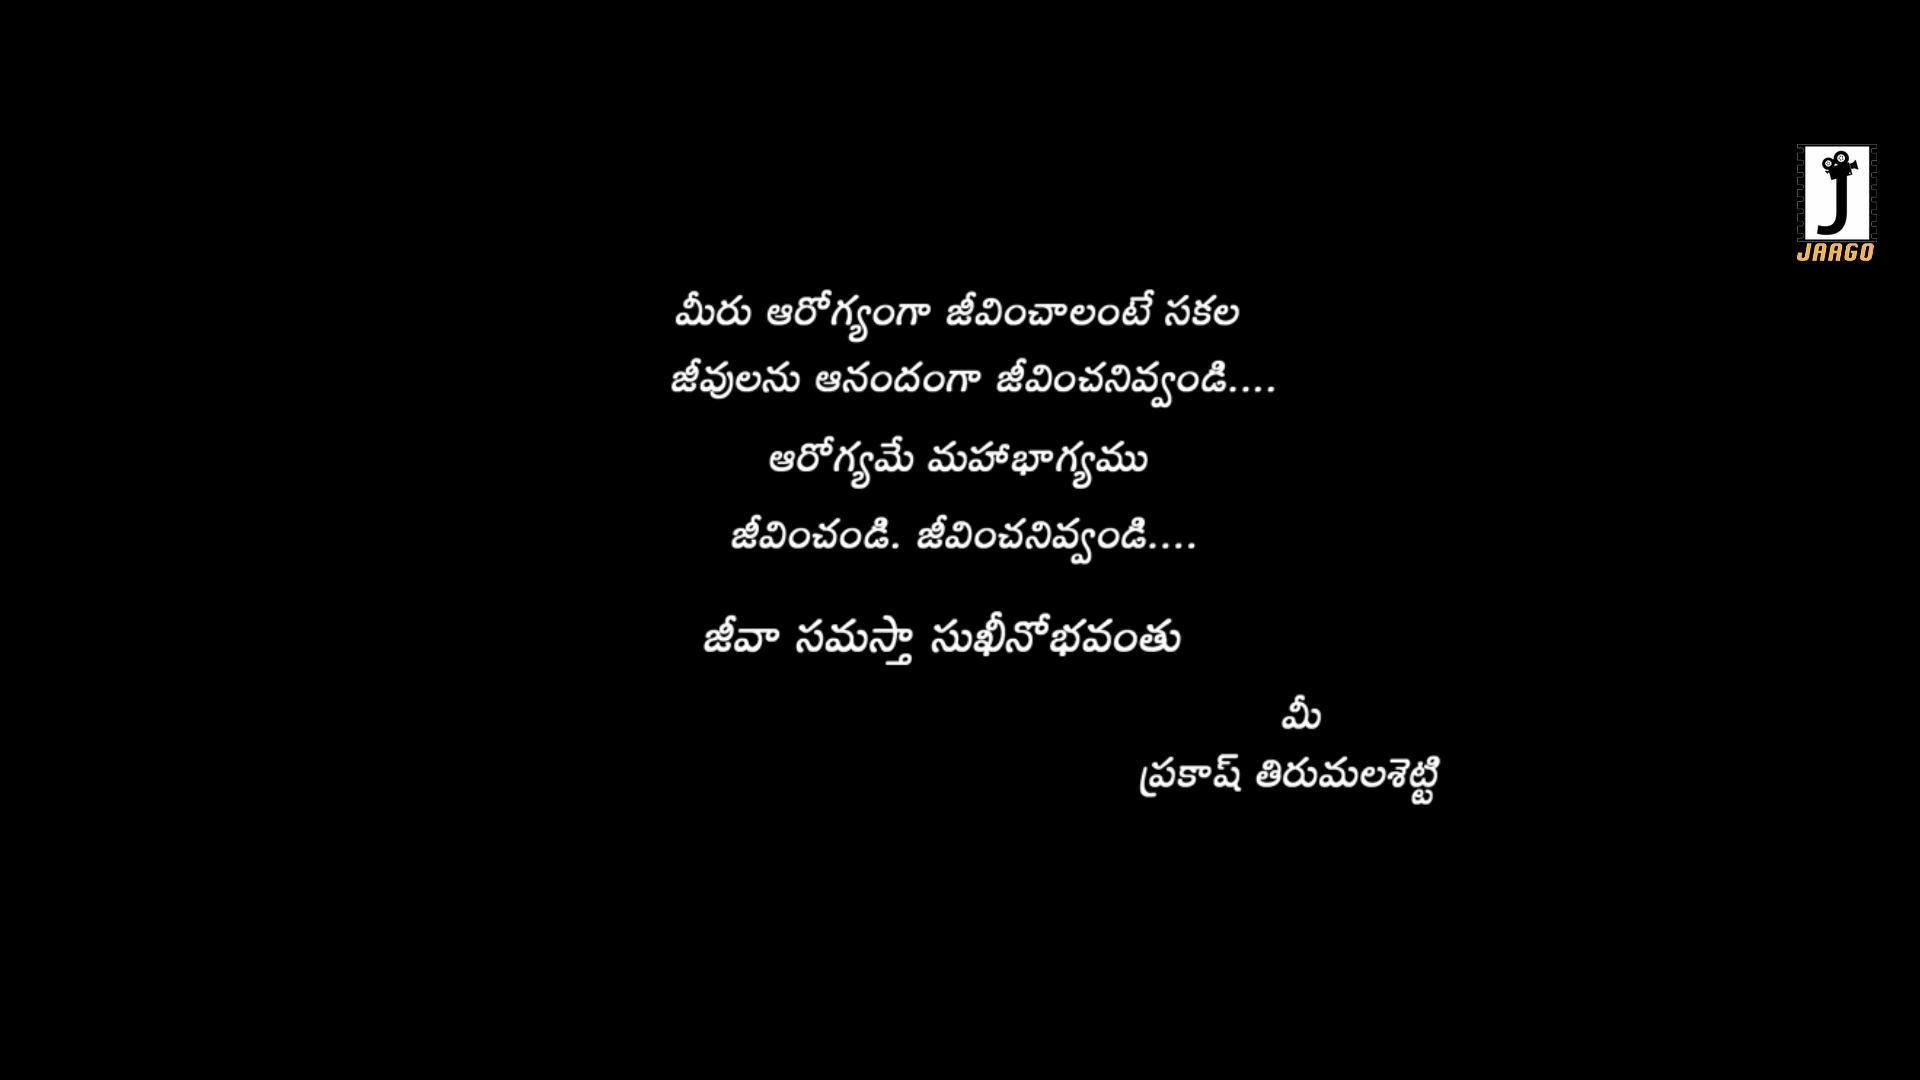 J
JAAGO
మీరు ఆరోగ్యంగా జీవించాలంటే సకల
జీవులను ఆనందంగా జీవించనివ్వండి....
ఆరోగ్యమే మహాభాగ్యము
జీవించండి. జీవించనివ్వండి....
జీవా సమస్తా సుఖీనోభవంతు
మీ
ప్రకాష్ తిరుమలశెట్టి